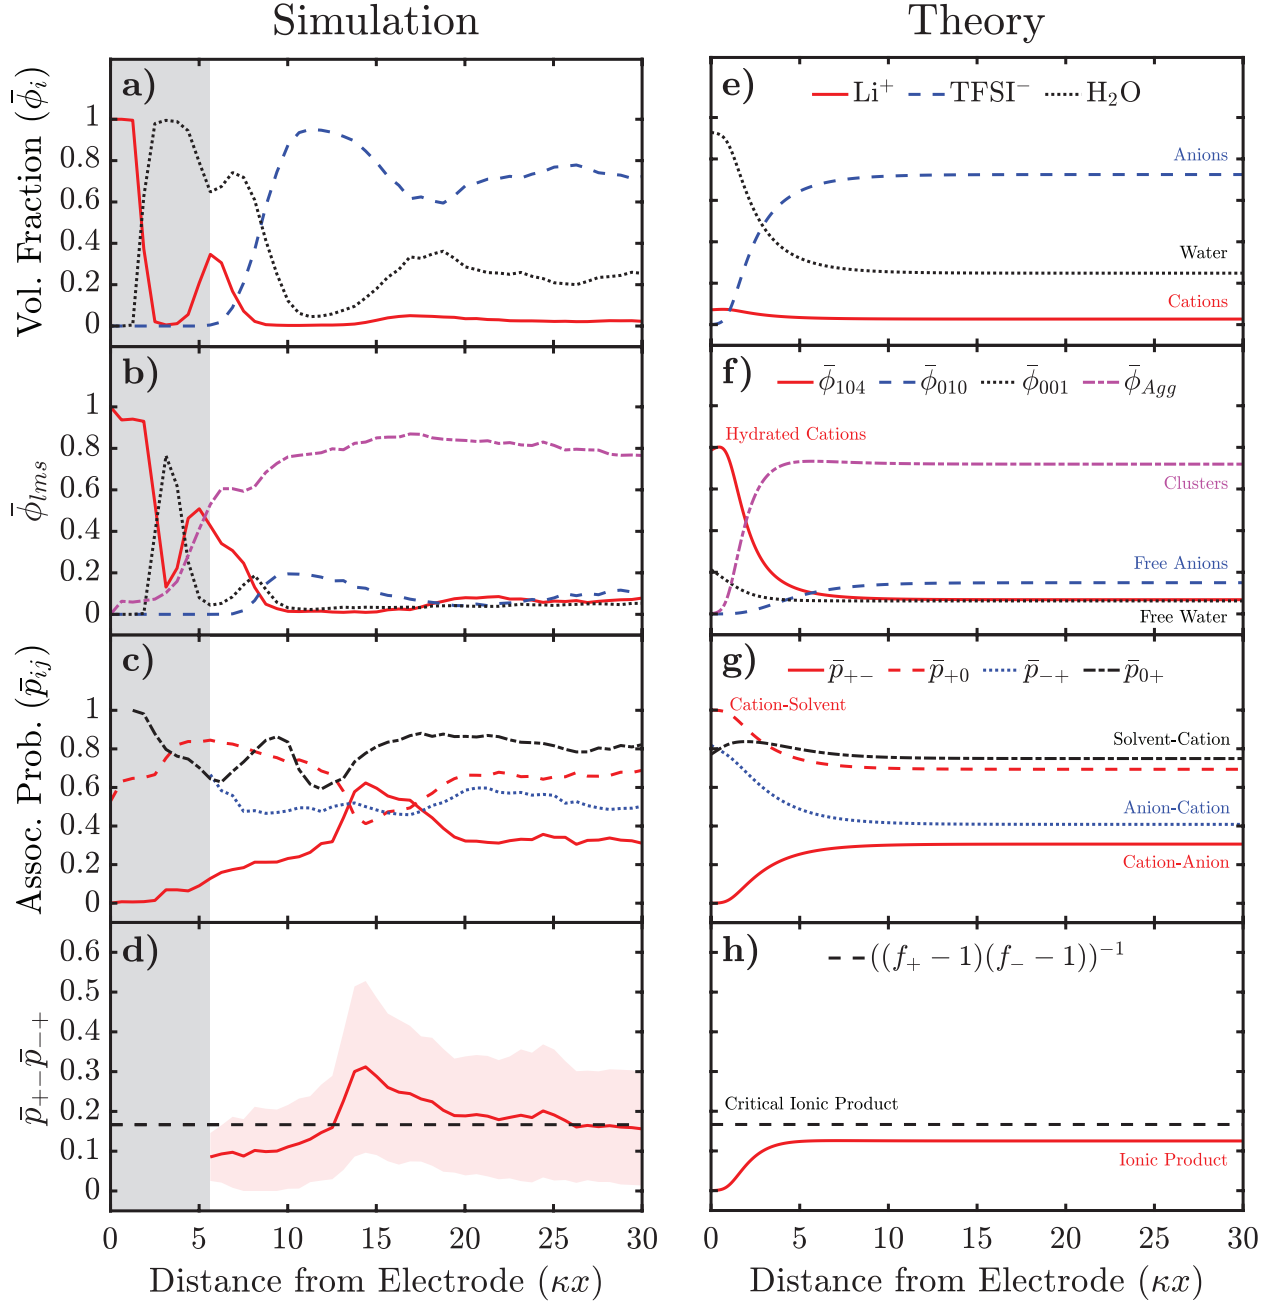 Simulation
Theory
a)
Vol. Fraction (ϕ̄ᵢ)
1
0.8
0.6
0.4
0.2
0
e)
Li⁺ TFSI⁻ H₂O
Anions
Water
Cations
b)
ϕ̄ₗₘₛ
1
0.8
0.6
0.4
0.2
0
f)
ϕ̄₁₀₄ ϕ̄₀₁₀ ϕ̄₀₀₁ ϕ̄_Agg
Hydrated Cations
Clusters
Free Anions
Free Water
c)
Assoc. Prob. (p̄ᵢⱼ)
1
0.8
0.6
0.4
0.2
0
g)
p̄₊₋ p̄₊₀ p̄₋₊ p̄₀₊
Cation-Solvent
Solvent-Cation
Anion-Cation
Cation-Anion
d)
p̄₊₋p̄₋₊
0.6
0.5
0.4
0.3
0.2
0.1
0
h)
((f₊ − 1)(f₋ − 1))⁻¹
Critical Ionic Product
Ionic Product
0 5 10 15 20 25 30
0 5 10 15 20 25 30
Distance from Electrode (κx)
Distance from Electrode (κx)